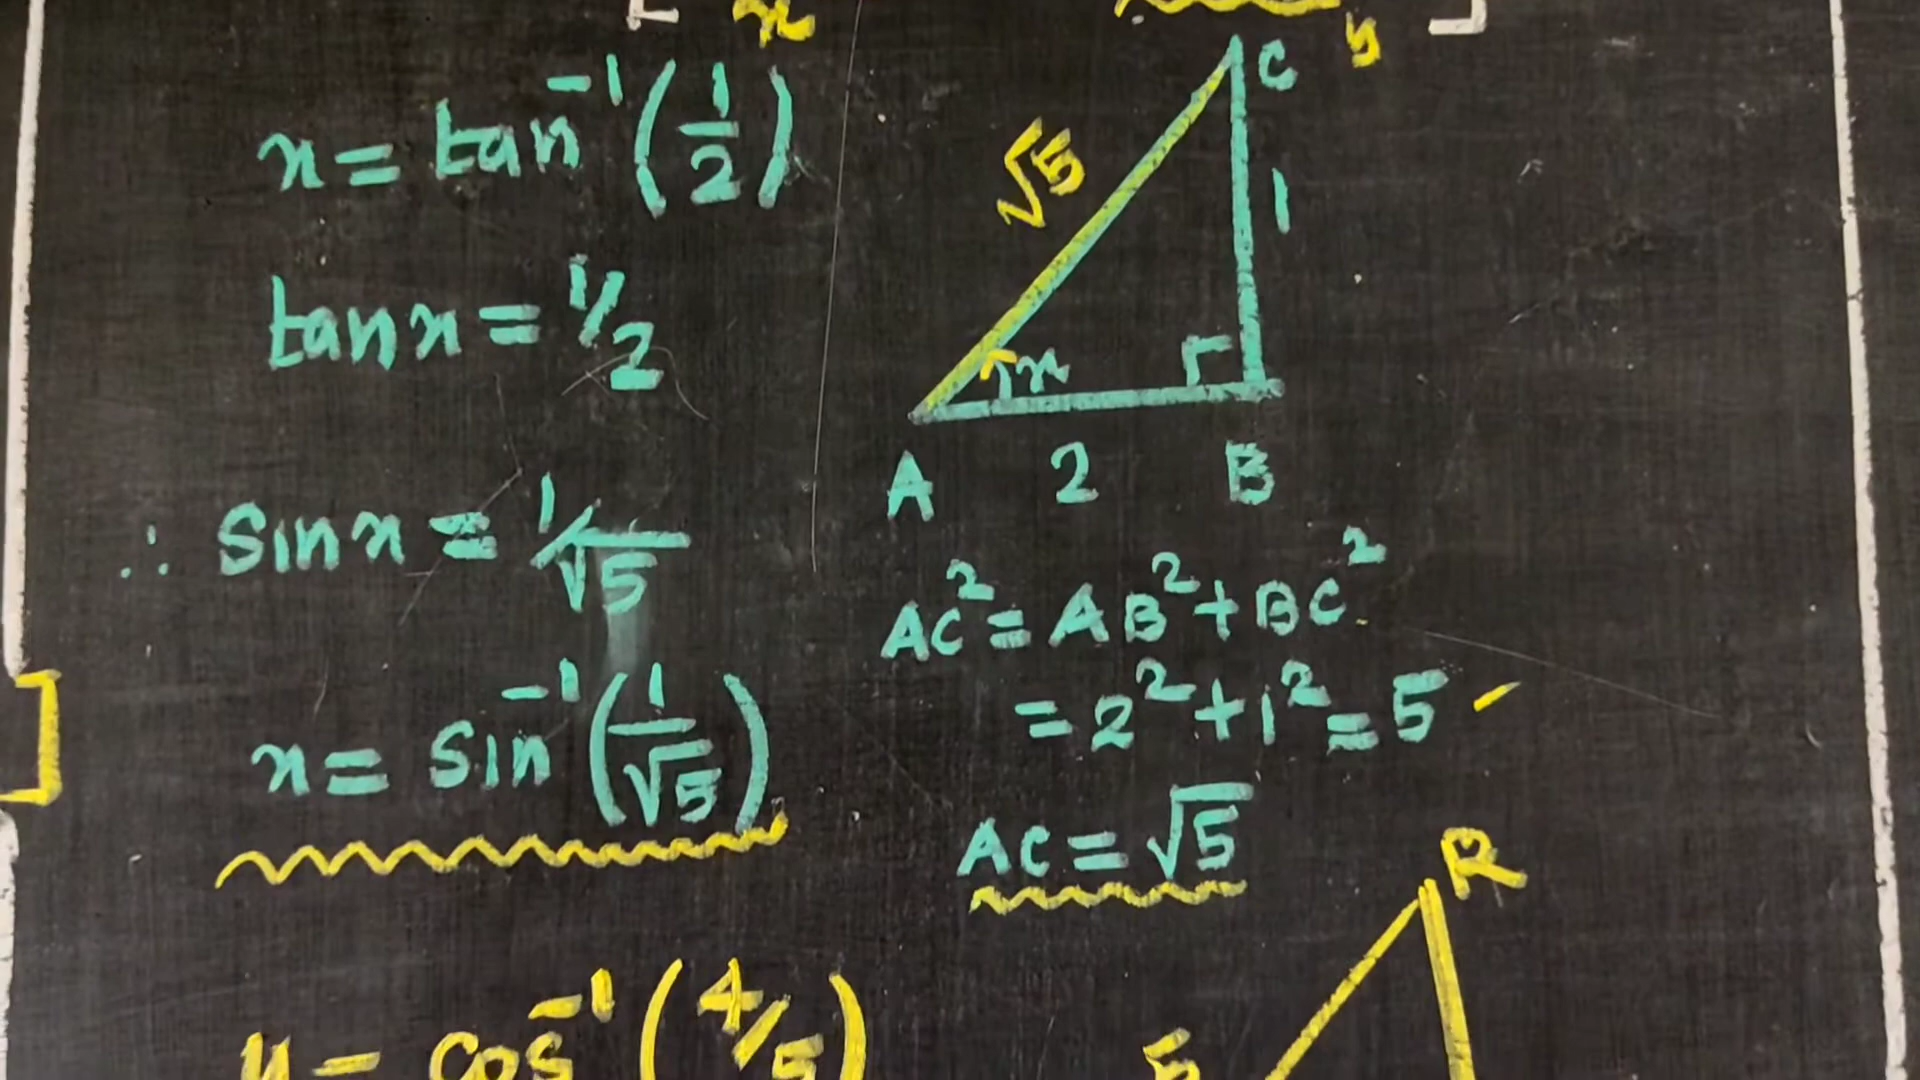 [ x y ]
x = tan⁻¹(1/2)
tan x = 1/2
∴ sin x = 1/√5
x = sin⁻¹(1/√5)
C
√5
1
x
A 2 B
AC² = AB² + BC²
= 2² + 1² = 5
AC = √5
R
5
y = cos⁻¹(4/5)